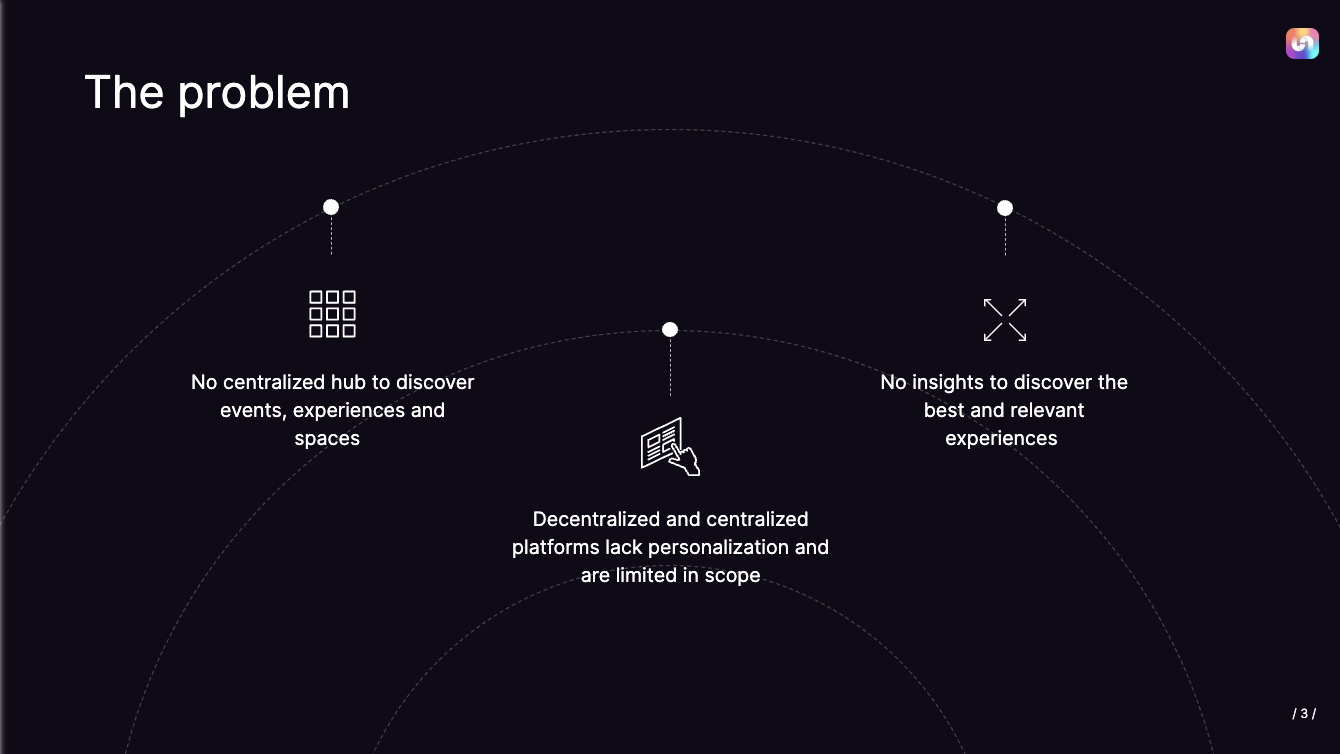 The problem
No centralized hub to discover
events, experiences and
spaces
Decentralized and centralized
platforms lack personalization and
are limited in scope
No insights to discover the
best and relevant
experiences
/ 3 /